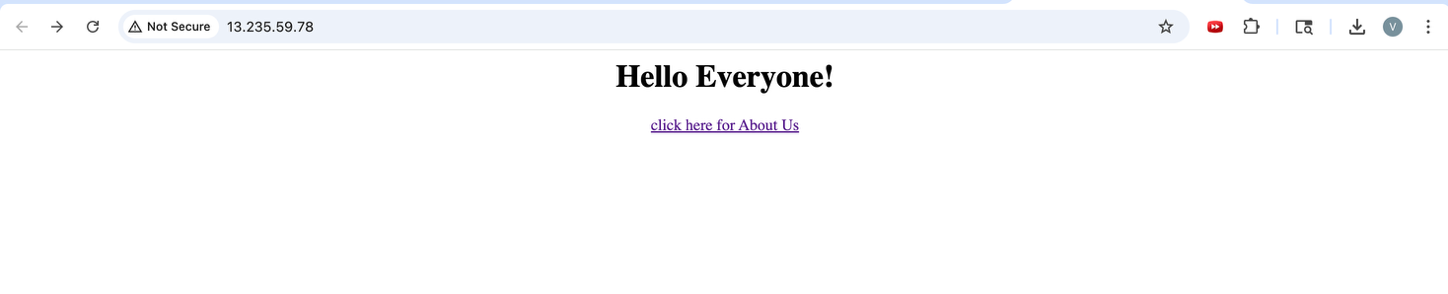 Not Secure 13.235.59.78
V
Hello Everyone!
click here for About Us